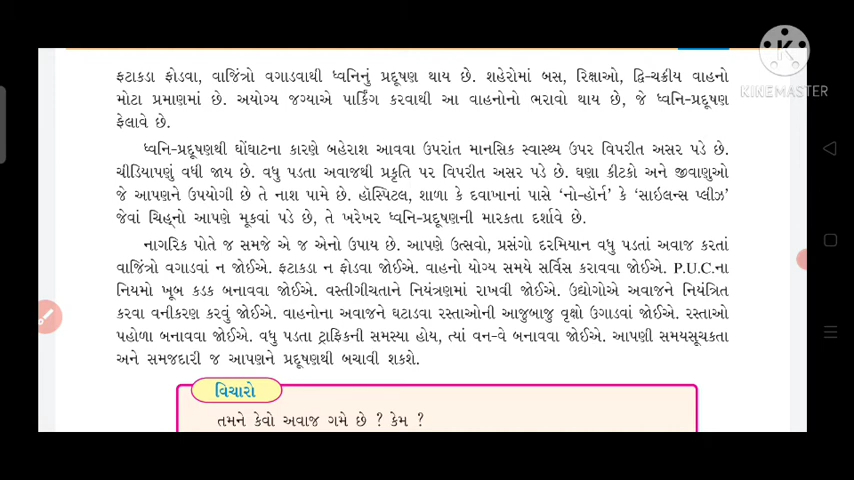 KINEMASTER
ફટાકડા ફોડવા, વાજિંત્રો વગાડવાથી ધ્વનિનું પ્રદૂષણ થાય છે. શહેરોમાં બસ, રિક્ષાઓ, દ્વિ-ચક્રીય વાહનો
મોટા પ્રમાણમાં છે. અયોગ્ય જગ્યાએ પાર્કિંગ કરવાથી આ વાહનોનો ભરાવો થાય છે, જે ધ્વનિ-પ્રદૂષણ
ફેલાવે છે.
ધ્વનિ-પ્રદૂષણથી ઘોંઘાટના કારણે બહેરાશ આવવા ઉપરાંત માનસિક સ્વાસ્થ્ય ઉપર વિપરીત અસર પડે છે.
ચીડિયાપણું વધી જાય છે. વધુ પડતા અવાજથી પ્રકૃતિ પર વિપરીત અસર પડે છે. ઘણા કીટકો અને જીવાણુઓ
જે આપણને ઉપયોગી છે તે નાશ પામે છે. હૉસ્પિટલ, શાળા કે દવાખાનાં પાસે ‘નો-હૉર્ન’ કે ‘સાઇલન્સ પ્લીઝ’
જેવાં ચિહ્નો આપણે મૂકવાં પડે છે, તે ખરેખર ધ્વનિ-પ્રદૂષણની મારકતા દર્શાવે છે.
નાગરિક પોતે જ સમજે એ જ એનો ઉપાય છે. આપણે ઉત્સવો, પ્રસંગો દરમિયાન વધુ પડતાં અવાજ કરતાં
વાજિંત્રો વગાડવાં ન જોઈએ. ફટાકડા ન ફોડવા જોઈએ. વાહનો યોગ્ય સમયે સર્વિસ કરાવવા જોઈએ. P.U.C.ના
નિયમો ખૂબ કડક બનાવવા જોઈએ. વસ્તીગીચતાને નિયંત્રણમાં રાખવી જોઈએ. ઉદ્યોગોએ અવાજને નિયંત્રિત
કરવા વનીકરણ કરવું જોઈએ. વાહનોના અવાજને ઘટાડવા રસ્તાઓની આજુબાજુ વૃક્ષો ઉગાડવાં જોઈએ. રસ્તાઓ
પહોળા બનાવવા જોઈએ. વધુ પડતા ટ્રાફિકની સમસ્યા હોય, ત્યાં વન-વે બનાવવા જોઈએ. આપણી સમયસૂચકતા
અને સમજદારી જ આપણને પ્રદૂષણથી બચાવી શકશે.
વિચારો
તમને કેવો અવાજ ગમે છે ? કેમ ?